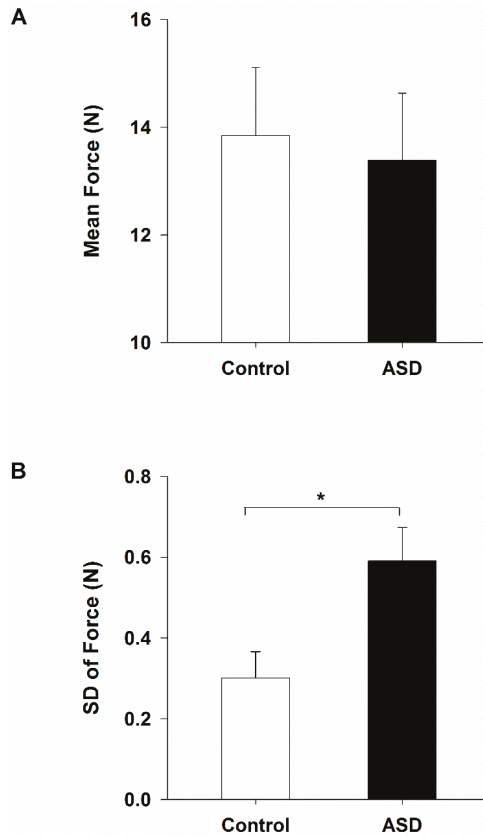 A
Mean Force (N)
16
14
12
10
Control
ASD
B
SD of Force (N)
0.8
0.6
0.4
0.2
0.0
*
Control
ASD